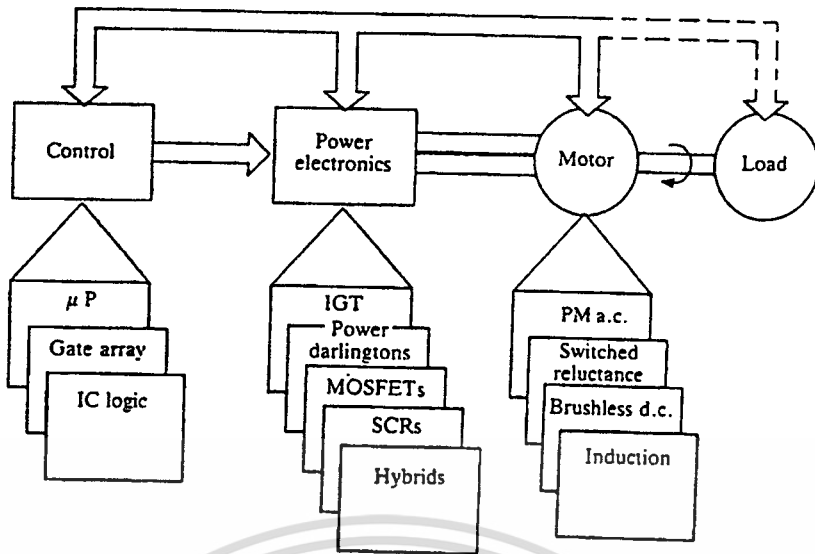 Control
Power
electronics
Motor
Load
μ P
Gate array
IC logic
IGT
Power
darlingtons
MOSFETs
SCRs
Hybrids
PM a.c.
Switched
reluctance
Brushless d.c.
Induction